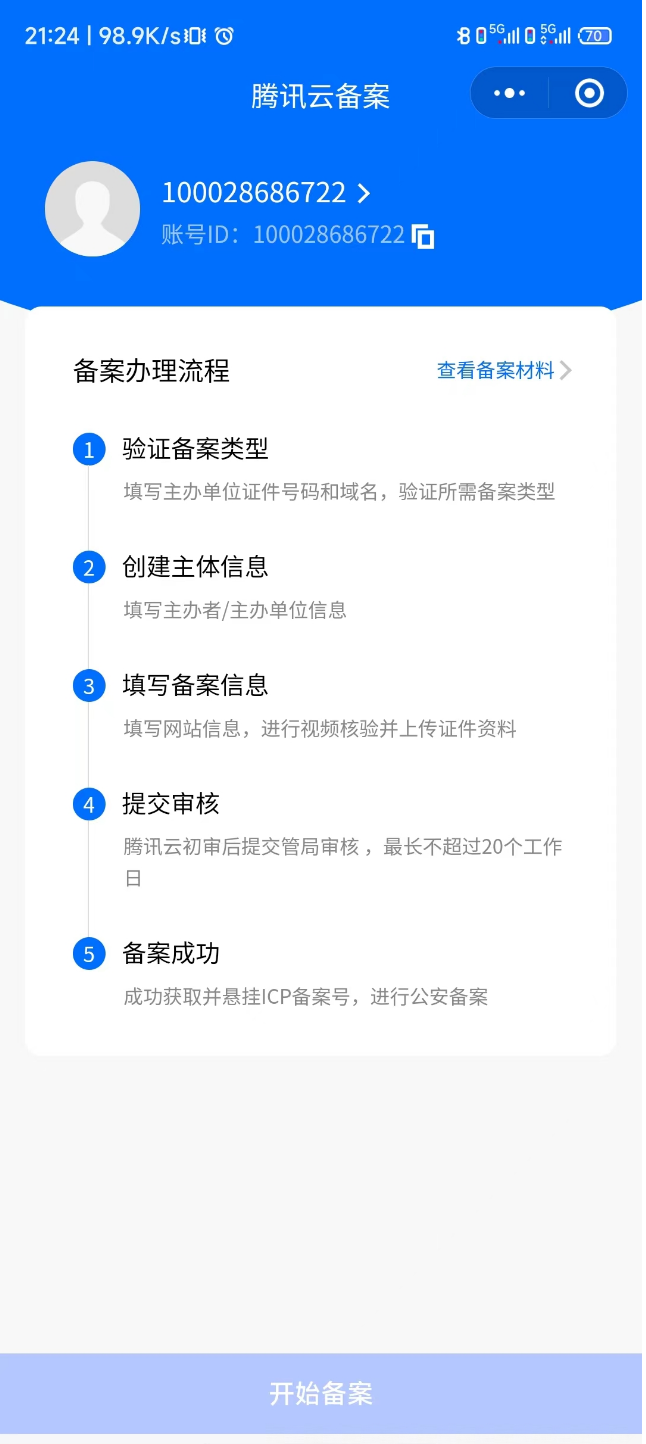 21:24 | 98.9K/s
5G 5G 70
腾讯云备案
100028686722
账号ID：100028686722
备案办理流程
查看备案材料
1 验证备案类型
填写主办单位证件号码和域名，验证所需备案类型
2 创建主体信息
填写主办者/主办单位信息
3 填写备案信息
填写网站信息，进行视频核验并上传证件资料
4 提交审核
腾讯云初审后提交管局审核 ，最长不超过20个工作
日
5 备案成功
成功获取并悬挂ICP备案号，进行公安备案
开始备案